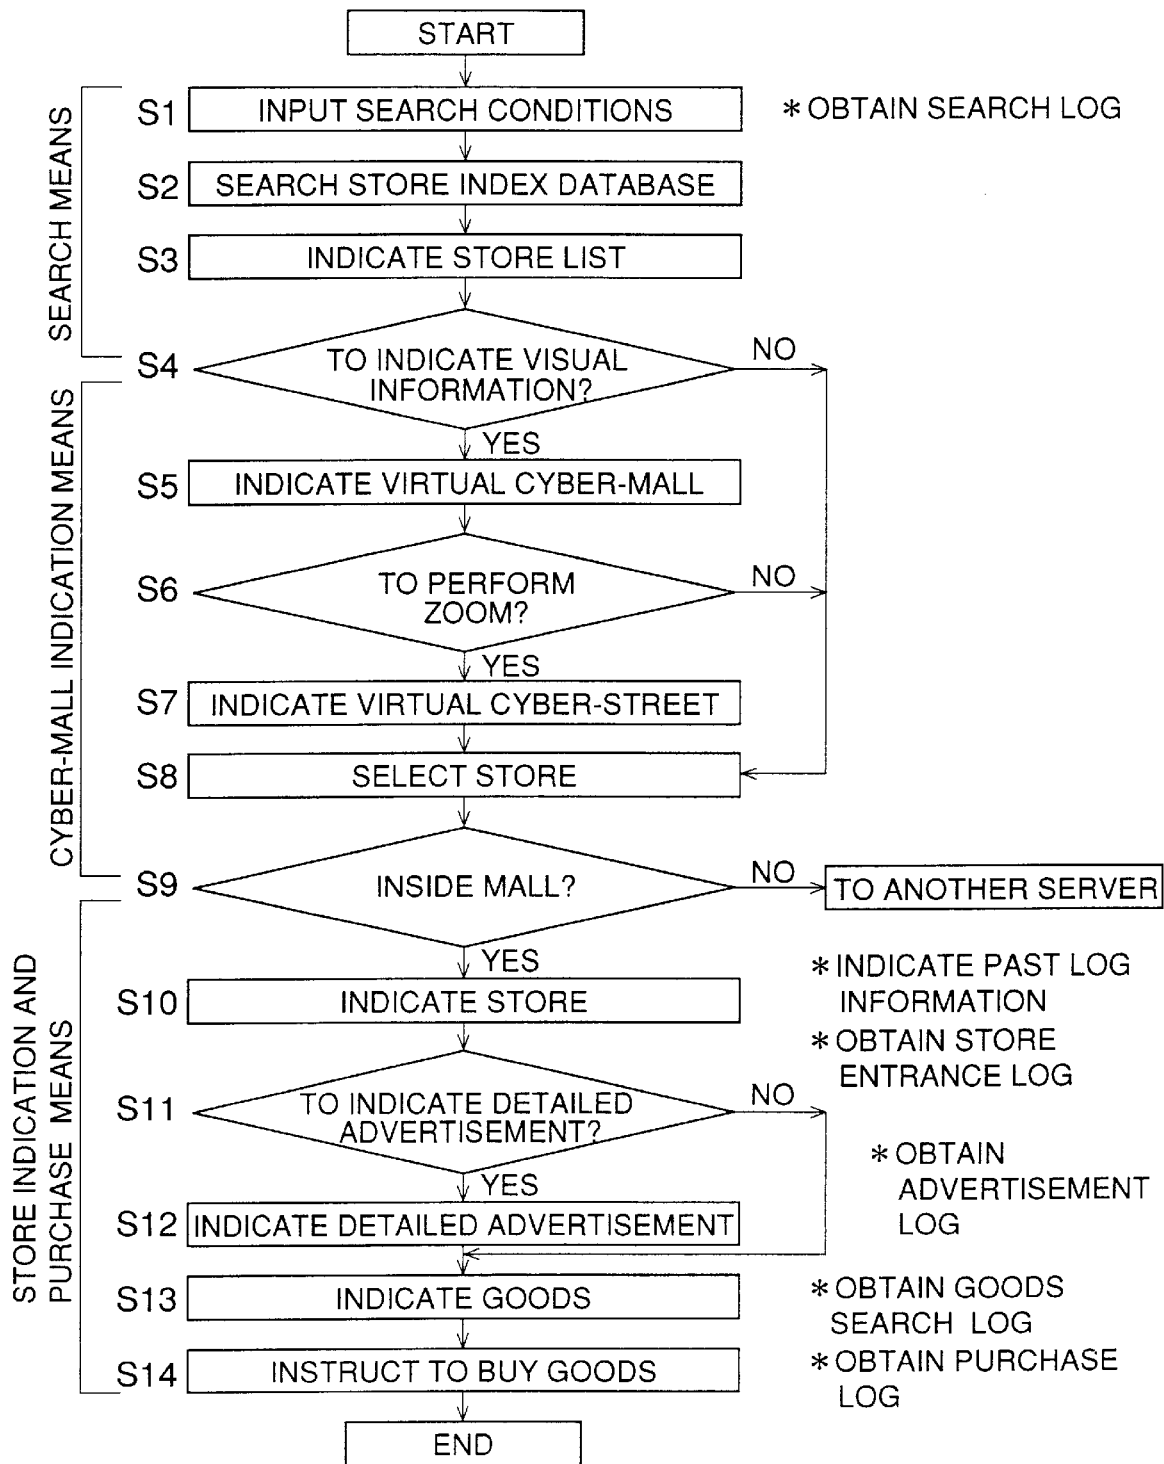 START
S1 INPUT SEARCH CONDITIONS
* OBTAIN SEARCH LOG
S2 SEARCH STORE INDEX DATABASE
S3 INDICATE STORE LIST
SEARCH MEANS
S4 TO INDICATE VISUAL
INFORMATION?
NO
YES
S5 INDICATE VIRTUAL CYBER-MALL
S6 TO PERFORM
ZOOM?
NO
YES
S7 INDICATE VIRTUAL CYBER-STREET
S8 SELECT STORE
CYBER-MALL INDICATION MEANS
S9 INSIDE MALL?
NO
TO ANOTHER SERVER
YES
S10 INDICATE STORE
* INDICATE PAST LOG
INFORMATION
* OBTAIN STORE
ENTRANCE LOG
S11 TO INDICATE DETAILED
ADVERTISEMENT?
NO
YES
* OBTAIN
ADVERTISEMENT
LOG
S12 INDICATE DETAILED ADVERTISEMENT
S13 INDICATE GOODS
* OBTAIN GOODS
SEARCH LOG
S14 INSTRUCT TO BUY GOODS
* OBTAIN PURCHASE
LOG
STORE INDICATION AND
PURCHASE MEANS
END